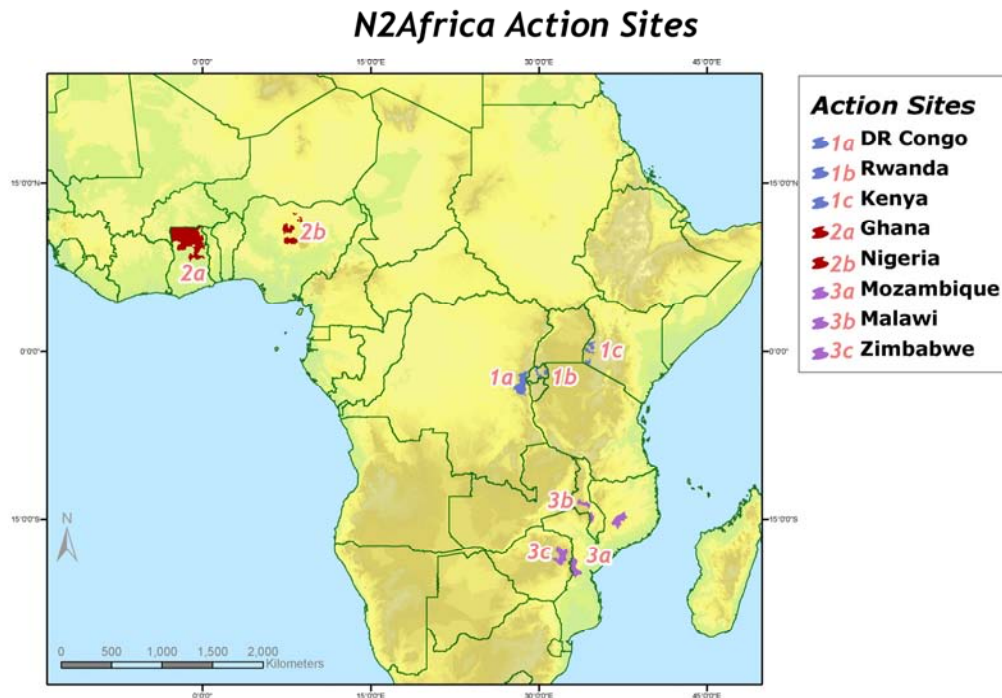 N2Africa Action Sites
0°0'0" 15°0'0"E 30°0'0"E 45°0'0"E
Action Sites
1a DR Congo
1b Rwanda
1c Kenya
2a Ghana
2b Nigeria
3a Mozambique
3b Malawi
3c Zimbabwe
15°0'0"N 15°0'0"N
2b
2a
0°0'0" 0°0'0"
1c
1a 1b
3b
15°0'0"S 15°0'0"S
N
3c 3a
0 500 1,000 1,500 2,000
Kilometers
0°0'0" 15°0'0"E 30°0'0"E 45°0'0"E